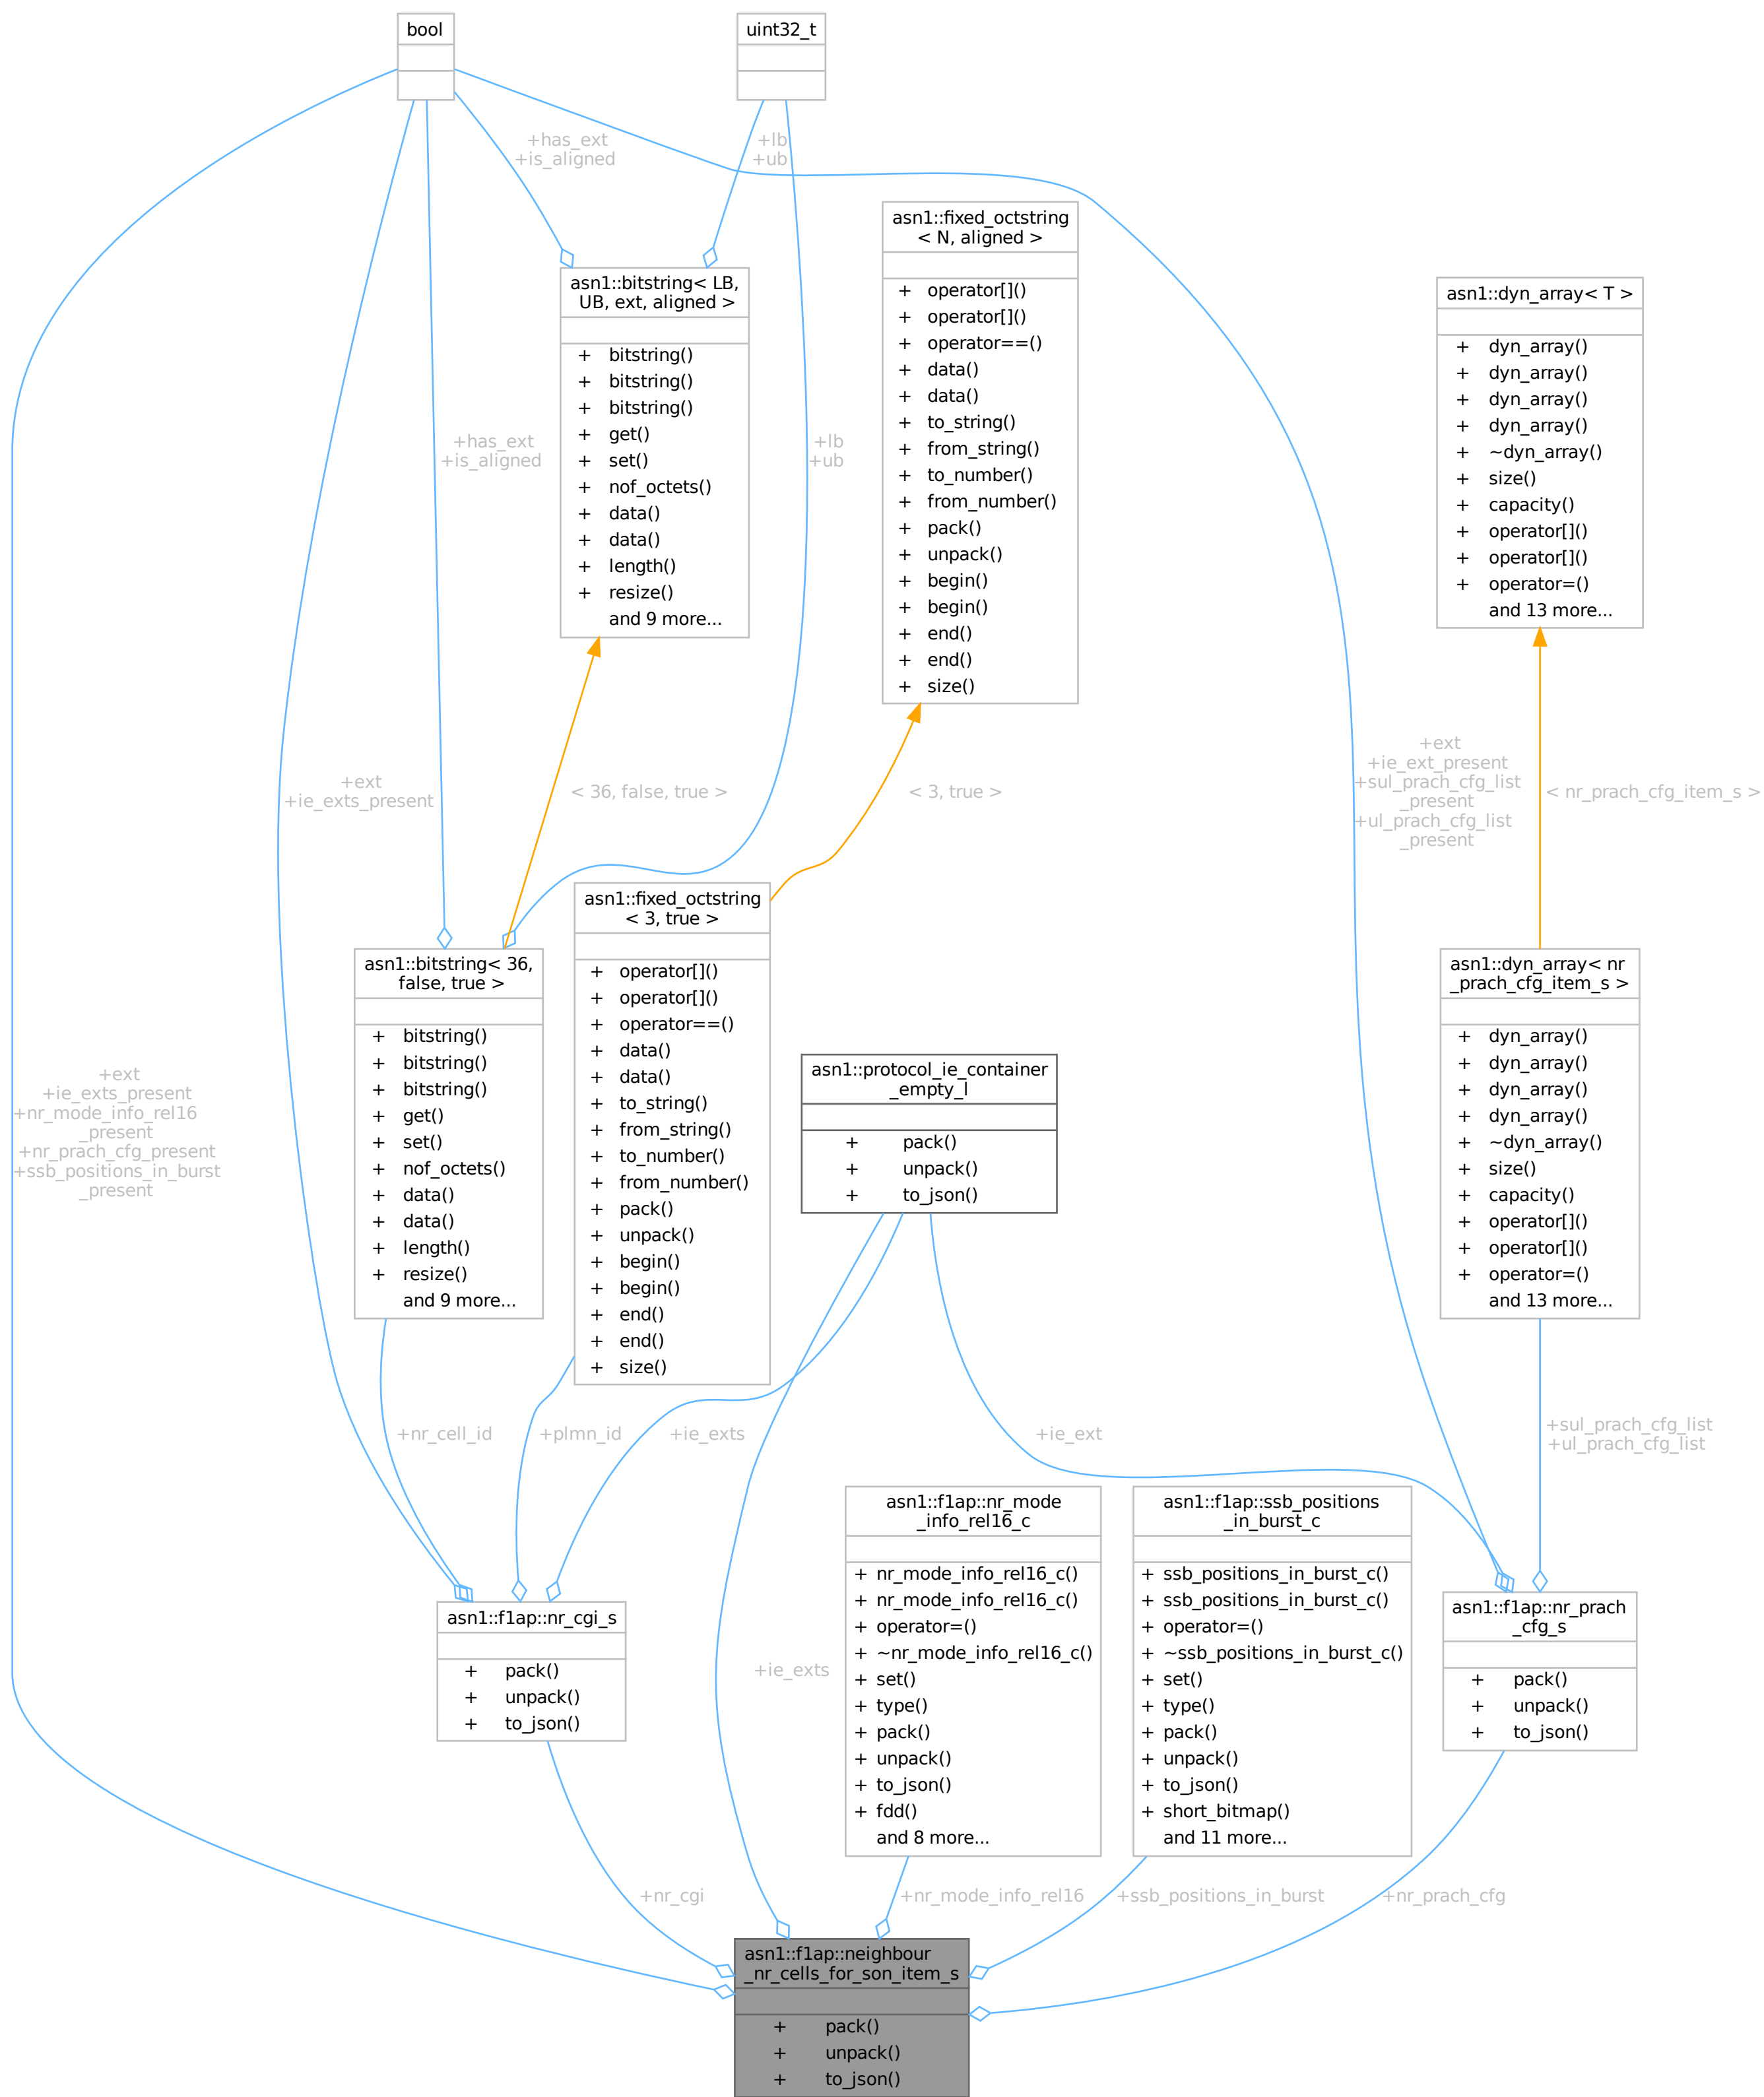 bool
uint32_t
+has_ext
+is_aligned
+lb
+ub
asn1::fixed_octstring
< N, aligned >
+ operator[]()
+ operator[]()
+ operator==()
+ data()
+ data()
+ to_string()
+ from_string()
+ to_number()
+ from_number()
+ pack()
+ unpack()
+ begin()
+ begin()
+ end()
+ end()
+ size()
asn1::bitstring< LB,
UB, ext, aligned >
+ bitstring()
+ bitstring()
+ bitstring()
+ get()
+ set()
+ nof_octets()
+ data()
+ data()
+ length()
+ resize()
and 9 more...
asn1::dyn_array< T >
+ dyn_array()
+ dyn_array()
+ dyn_array()
+ dyn_array()
+ ~dyn_array()
+ size()
+ capacity()
+ operator[]()
+ operator[]()
+ operator=()
and 13 more...
+has_ext
+is_aligned
+lb
+ub
+ext
+ie_exts_present
< 36, false, true >
< 3, true >
+ext
+ie_ext_present
+sul_prach_cfg_list
_present
+ul_prach_cfg_list
_present
< nr_prach_cfg_item_s >
asn1::fixed_octstring
< 3, true >
+ operator[]()
+ operator[]()
+ operator==()
+ data()
+ data()
+ to_string()
+ from_string()
+ to_number()
+ from_number()
+ pack()
+ unpack()
+ begin()
+ begin()
+ end()
+ end()
+ size()
asn1::bitstring< 36,
false, true >
+ bitstring()
+ bitstring()
+ bitstring()
+ get()
+ set()
+ nof_octets()
+ data()
+ data()
+ length()
+ resize()
and 9 more...
asn1::dyn_array< nr
_prach_cfg_item_s >
+ dyn_array()
+ dyn_array()
+ dyn_array()
+ dyn_array()
+ ~dyn_array()
+ size()
+ capacity()
+ operator[]()
+ operator[]()
+ operator=()
and 13 more...
asn1::protocol_ie_container
_empty_l
+ pack()
+ unpack()
+ to_json()
+ext
+ie_exts_present
+nr_mode_info_rel16
_present
+nr_prach_cfg_present
+ssb_positions_in_burst
_present
+nr_cell_id
+plmn_id
+ie_exts
+ie_ext
+sul_prach_cfg_list
+ul_prach_cfg_list
asn1::f1ap::nr_mode
_info_rel16_c
+ nr_mode_info_rel16_c()
+ nr_mode_info_rel16_c()
+ operator=()
+ ~nr_mode_info_rel16_c()
+ set()
+ type()
+ pack()
+ unpack()
+ to_json()
+ fdd()
and 8 more...
asn1::f1ap::ssb_positions
_in_burst_c
+ ssb_positions_in_burst_c()
+ ssb_positions_in_burst_c()
+ operator=()
+ ~ssb_positions_in_burst_c()
+ set()
+ type()
+ pack()
+ unpack()
+ to_json()
+ short_bitmap()
and 11 more...
asn1::f1ap::nr_cgi_s
+ pack()
+ unpack()
+ to_json()
asn1::f1ap::nr_prach
_cfg_s
+ pack()
+ unpack()
+ to_json()
+ie_exts
+nr_cgi
+nr_mode_info_rel16
+ssb_positions_in_burst
+nr_prach_cfg
asn1::f1ap::neighbour
_nr_cells_for_son_item_s
+ pack()
+ unpack()
+ to_json()